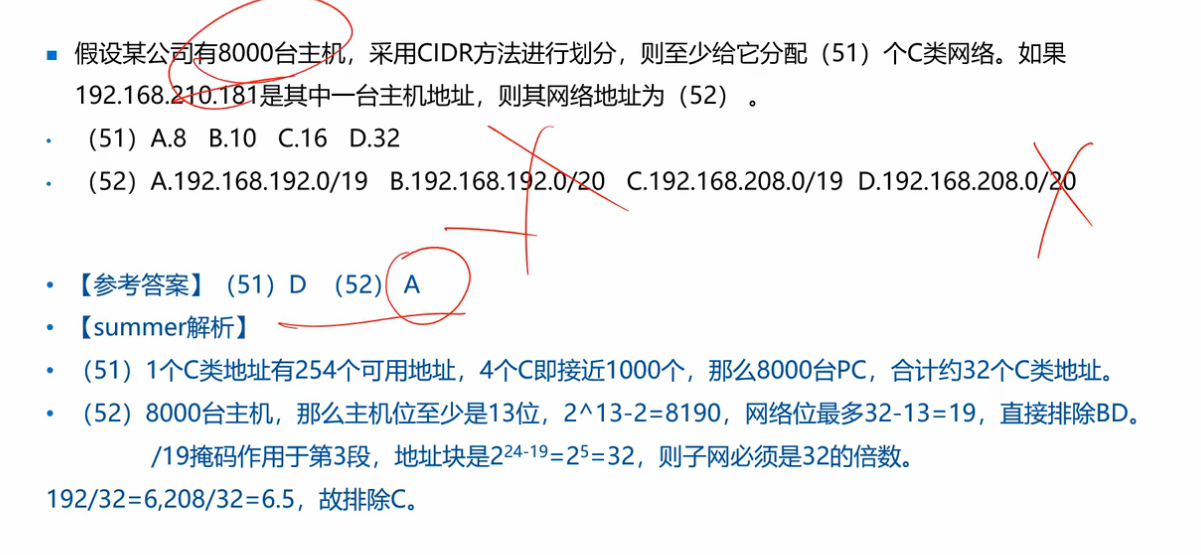 ▪ 假设某公司有8000台主机，采用CIDR方法进行划分，则至少给它分配（51）个C类网络。如果
192.168.210.181是其中一台主机地址，则其网络地址为（52）。
• （51）A.8 B.10 C.16 D.32
• （52）A.192.168.192.0/19 B.192.168.192.0/20 C.192.168.208.0/19 D.192.168.208.0/20
• 【参考答案】（51）D （52）A
• 【summer解析】
• （51）1个C类地址有254个可用地址，4个C即接近1000个，那么8000台PC，合计约32个C类地址。
• （52）8000台主机，那么主机位至少是13位，2^13-2=8190，网络位最多32-13=19，直接排除BD。
/19掩码作用于第3段，地址块是2²⁴⁻¹⁹=2⁵=32，则子网必须是32的倍数。
192/32=6,208/32=6.5，故排除C。